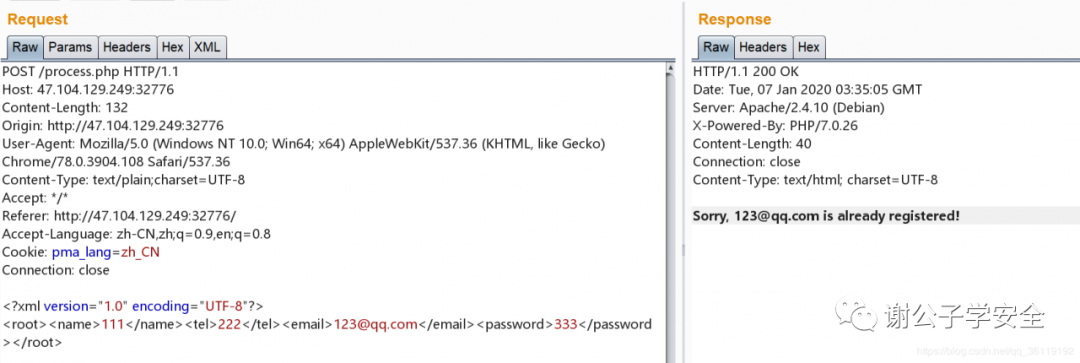 Request
Raw Params Headers Hex XML
POST /process.php HTTP/1.1
Host: 47.104.129.249:32776
Content-Length: 132
Origin: http://47.104.129.249:32776
User-Agent: Mozilla/5.0 (Windows NT 10.0; Win64; x64) AppleWebKit/537.36 (KHTML, like Gecko)
Chrome/78.0.3904.108 Safari/537.36
Content-Type: text/plain;charset=UTF-8
Accept: */*
Referer: http://47.104.129.249:32776/
Accept-Language: zh-CN,zh;q=0.9,en;q=0.8
Cookie: pma_lang=zh_CN
Connection: close
<?xml version="1.0" encoding="UTF-8"?>
<root><name>111</name><tel>222</tel><email>123@qq.com</email><password>333</password
></root>
Response
Raw Headers Hex
HTTP/1.1 200 OK
Date: Tue, 07 Jan 2020 03:35:05 GMT
Server: Apache/2.4.10 (Debian)
X-Powered-By: PHP/7.0.26
Content-Length: 40
Connection: close
Content-Type: text/html; charset=UTF-8
Sorry, 123@qq.com is already registered!
谢公子学安全
https://blog.csdn.net/qq_36119192